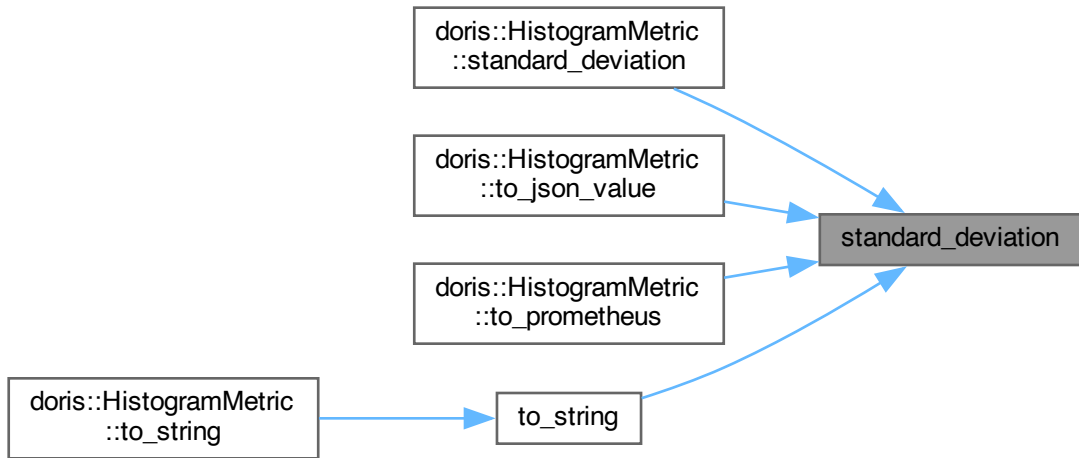 doris::HistogramMetric
::standard_deviation
doris::HistogramMetric
::to_json_value
standard_deviation
doris::HistogramMetric
::to_prometheus
doris::HistogramMetric
::to_string
to_string